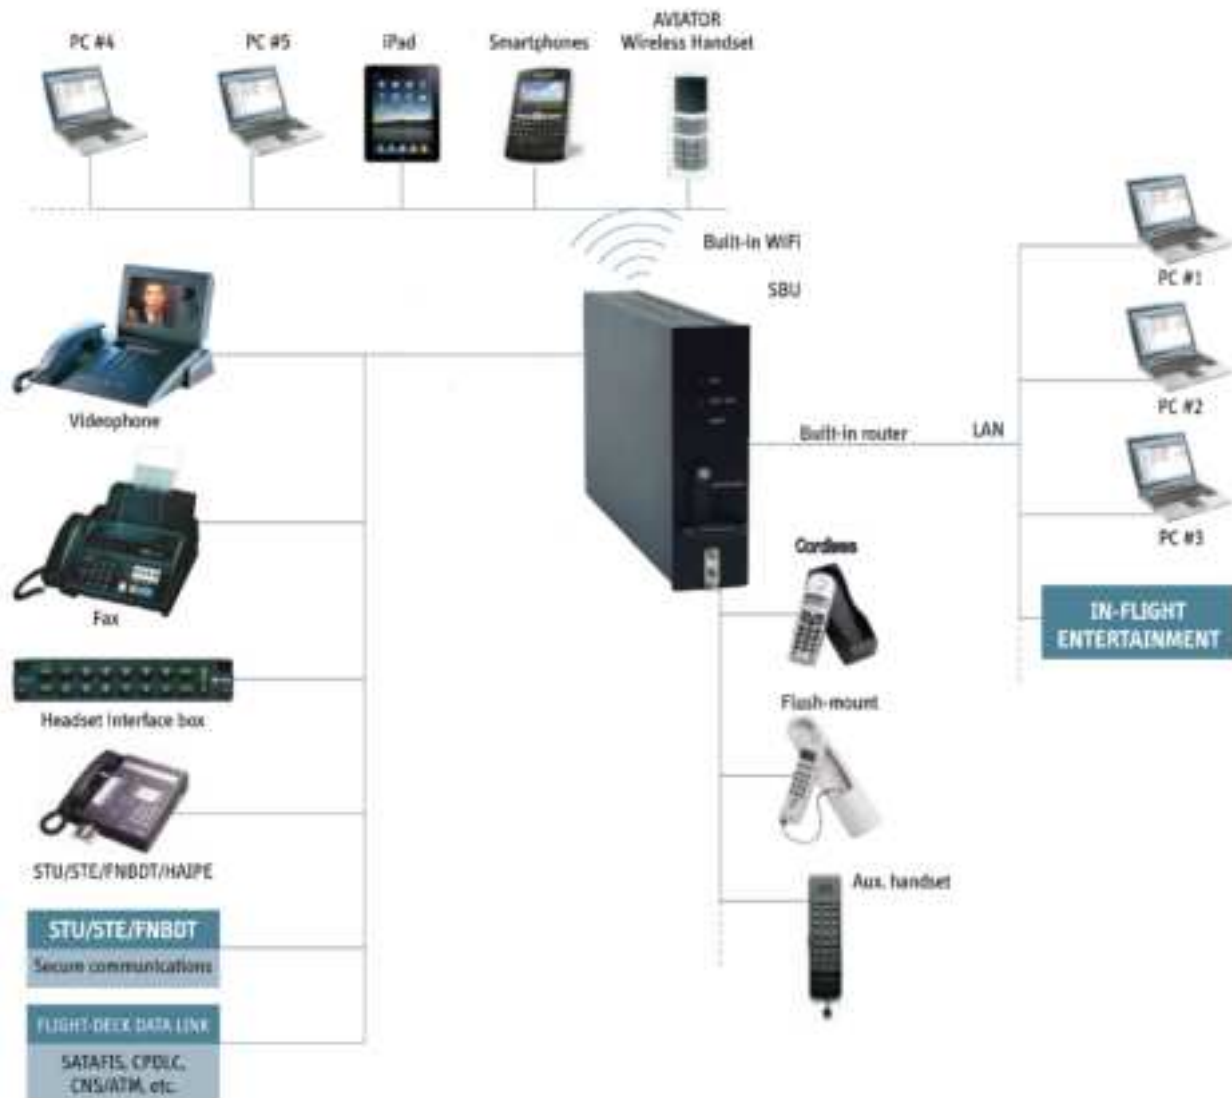 PC #4
PC #5
iPad
Smartphones
AVIATOR
Wireless Handset
Built-in WiFi
SBU
PC #1
PC #2
PC #3
Videophone
Built-in router
LAN
Fax
Cordless
IN-FLIGHT
ENTERTAINMENT
Headset interface box
Flush-mount
STU/STE/FNBDT/HAIPE
Aux. handset
STU/STE/FNBDT
Secure communications
FLIGHT-DECK DATA LINK
SATAFIS, CPDLC,
CNS/ATM, etc.